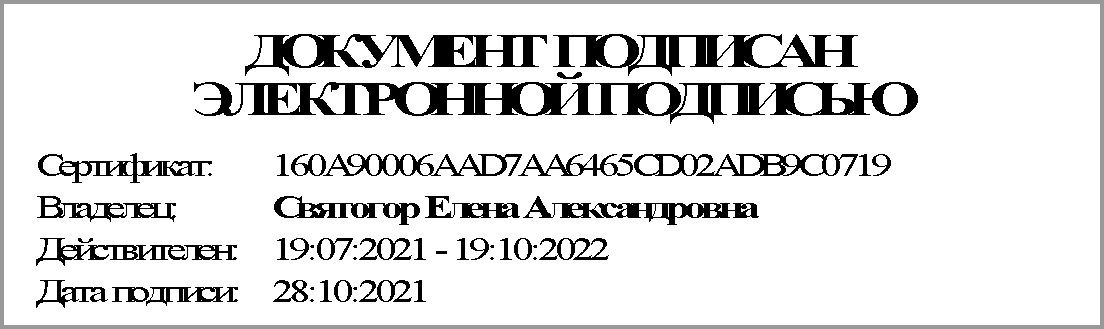 ДОКУМЕНТ ПОДПИСАН
ЭЛЕКТРОННОЙ ПОДПИСЬЮ
Сертификат: 160A90006AAD7AA6465CD02ADB9C0719
Владелец: Святогор Елена Александровна
Действителен: 19:07:2021 - 19:10:2022
Дата подписи: 28:10:2021